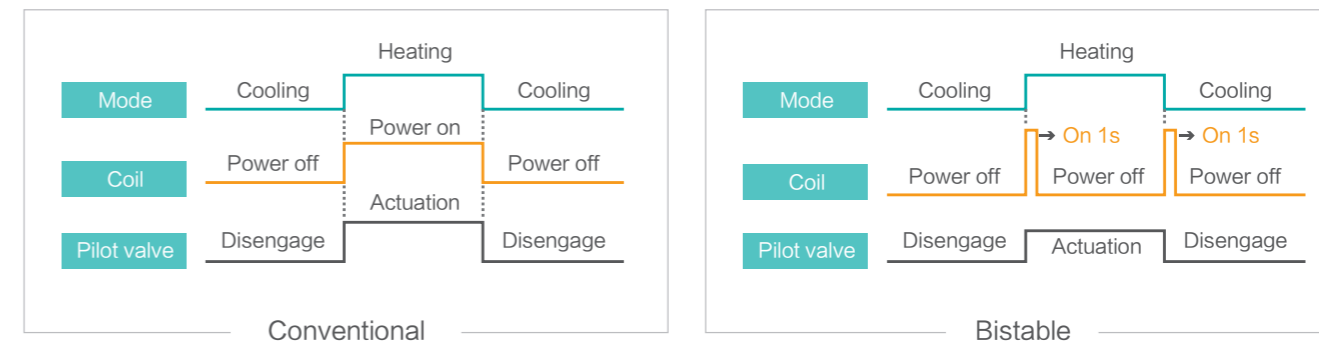 Heating
Mode
Cooling
Cooling
Power on
Coil
Power off
Power off
Actuation
Pilot valve
Disengage
Disengage
Conventional
Heating
Mode
Cooling
Cooling
➔ On 1s
➔ On 1s
Coil
Power off
Power off
Power off
Pilot valve
Disengage
Actuation
Disengage
Bistable